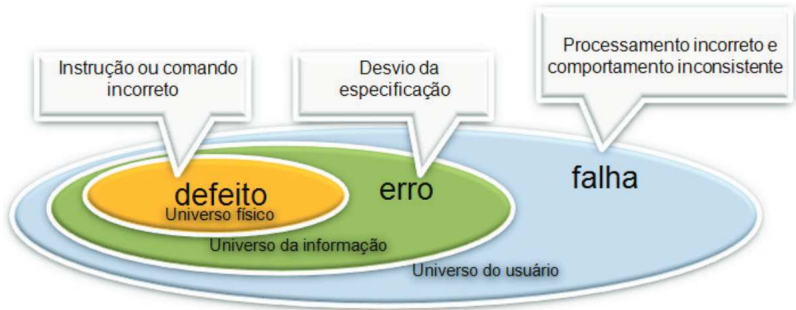 Instrução ou comando
incorreto
Desvio da
especificação
Processamento incorreto e
comportamento inconsistente
defeito
Universo físico
erro
Universo da informação
falha
Universo do usuário